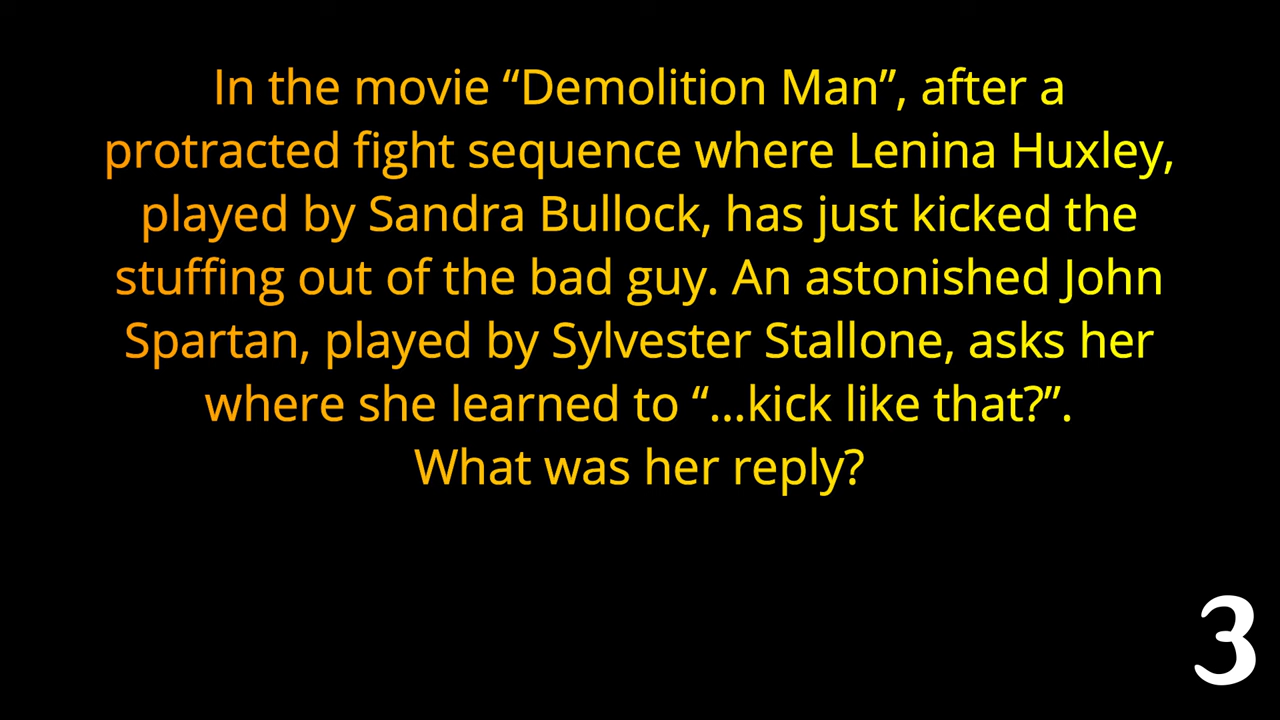 In the movie “Demolition Man”, after a
protracted fight sequence where Lenina Huxley,
played by Sandra Bullock, has just kicked the
stuffing out of the bad guy. An astonished John
Spartan, played by Sylvester Stallone, asks her
where she learned to “...kick like that?”.
What was her reply?
3